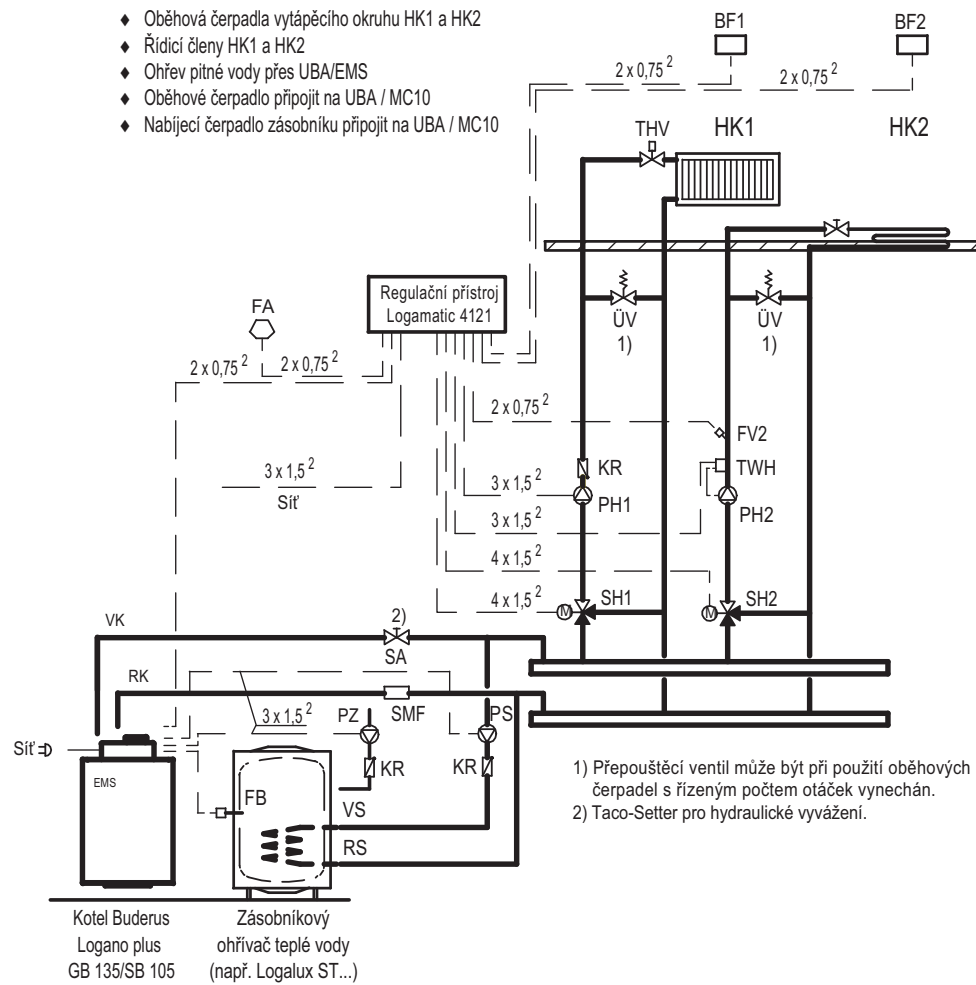 ♦ Oběhová čerpadla vytápěcího okruhu HK1 a HK2
♦ Řídicí členy HK1 a HK2
♦ Ohřev pitné vody přes UBA/EMS
♦ Oběhové čerpadlo připojit na UBA / MC10
♦ Nabíjecí čerpadlo zásobníku připojit na UBA / MC10
BF1
BF2
2 x 0,75 ²
2 x 0,75 ²
THV
HK1
HK2
Regulační přístroj
Logamatic 4121
FA
ÜV
1)
ÜV
1)
2 x 0,75 ²
2 x 0,75 ²
2 x 0,75 ²
FV2
KR
TWH
3 x 1,5 ²
Síť
3 x 1,5 ²
PH1
PH2
3 x 1,5 ²
4 x 1,5 ²
4 x 1,5 ²
M
SH1
M
SH2
VK
2)
SA
RK
3 x 1,5 ²
PZ
SMF
PS
Síť
KR
KR
EMS
FB
VS
RS
1) Přepouštěcí ventil může být při použití oběhových
čerpadel s řízeným počtem otáček vynechán.
2) Taco-Setter pro hydraulické vyvážení.
Kotel Buderus
Logano plus
GB 135/SB 105
Zásobníkový
ohřívač teplé vody
(např. Logalux ST...)